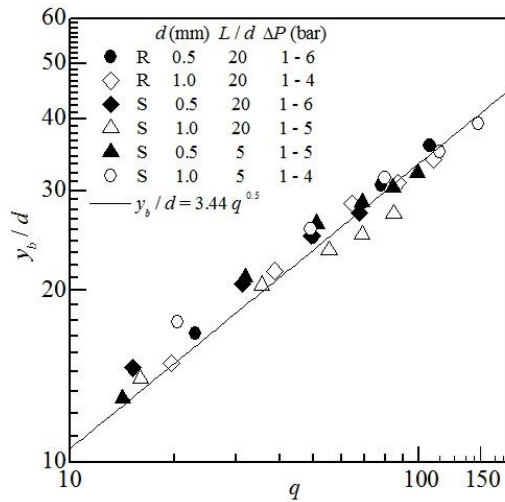 60
50
40
30
20
10
d (mm) L / d ΔP (bar)
R 0.5 20 1 - 6
R 1.0 20 1 - 4
S 0.5 20 1 - 6
S 1.0 20 1 - 5
S 0.5 5 1 - 5
S 1.0 5 1 - 4
y_b / d = 3.44 q^0.5
y_b / d
10 100 150
q